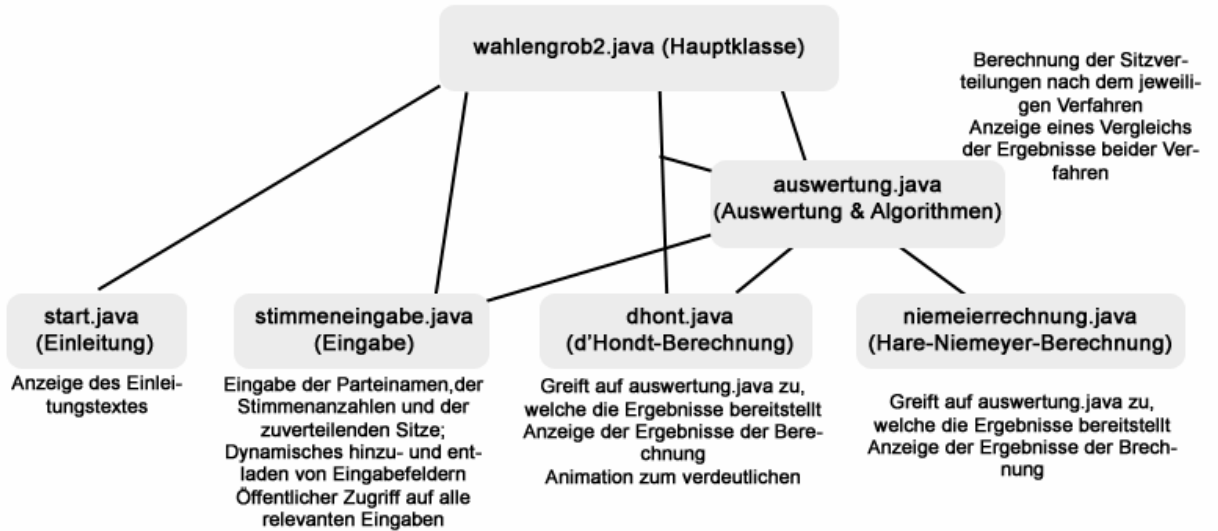 wahlengrob2.java (Hauptklasse)
Berechnung der Sitzver-
teilungen nach dem jeweili-
gen Verfahren
Anzeige eines Vergleichs
der Ergebnisse beider Ver-
fahren
auswertung.java
(Auswertung & Algorithmen)
start.java
(Einleitung)
Anzeige des Einlei-
tungstextes
stimmeneingabe.java
(Eingabe)
Eingabe der Parteinamen,der
Stimmenanzahlen und der
zuverteilenden Sitze;
Dynamisches hinzu- und ent-
laden von Eingabefeldern
Öffentlicher Zugriff auf alle
relevanten Eingaben
dhont.java
(d'Hondt-Berechnung)
Greift auf auswertung.java zu,
welche die Ergebnisse bereitstellt
Anzeige der Ergebnisse der Bere-
chnung
Animation zum verdeutlichen
niemeierrechnung.java
(Hare-Niemeyer-Berechnung)
Greift auf auswertung.java zu,
welche die Ergebnisse bereitstellt
Anzeige der Ergebnisse der Brech-
nung